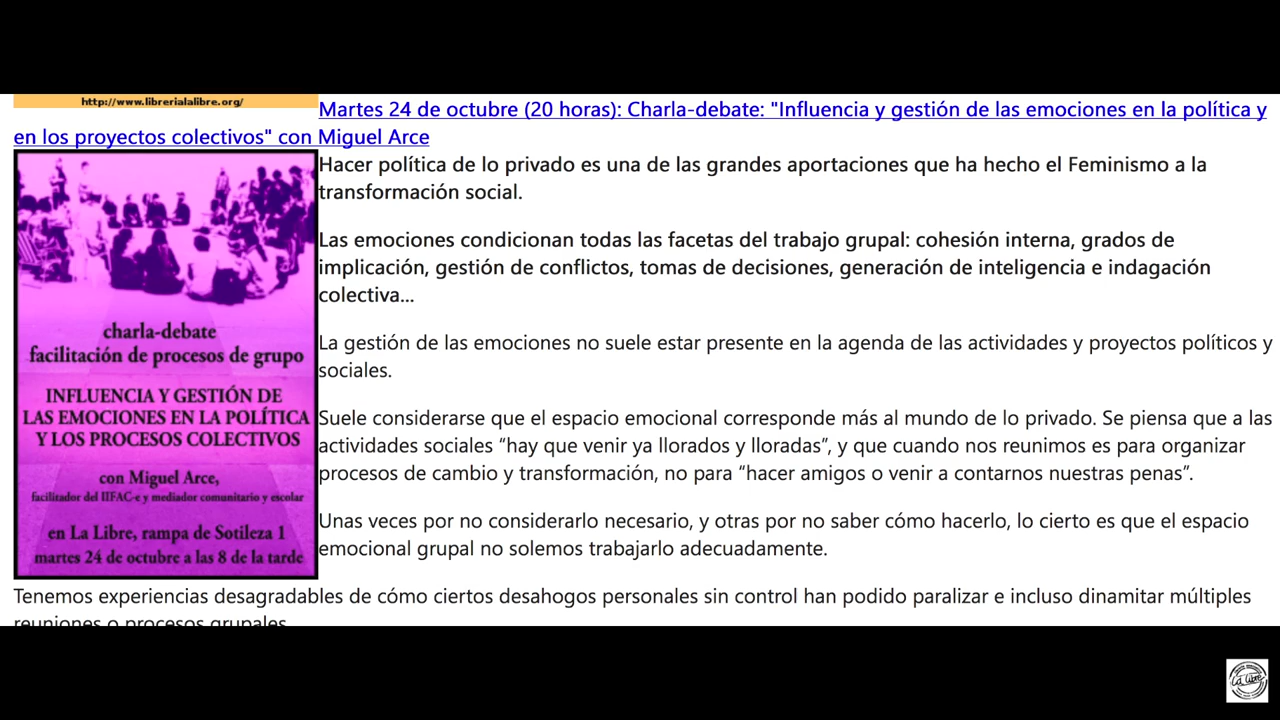 http://www.librerialalibre.org/
Martes 24 de octubre (20 horas): Charla-debate: "Influencia y gestión de las emociones en la política y
en los proyectos colectivos" con Miguel Arce
Hacer política de lo privado es una de las grandes aportaciones que ha hecho el Feminismo a la
transformación social.
Las emociones condicionan todas las facetas del trabajo grupal: cohesión interna, grados de
implicación, gestión de conflictos, tomas de decisiones, generación de inteligencia e indagación
colectiva...
La gestión de las emociones no suele estar presente en la agenda de las actividades y proyectos políticos y
sociales.
Suele considerarse que el espacio emocional corresponde más al mundo de lo privado. Se piensa que a las
actividades sociales “hay que venir ya llorados y lloradas”, y que cuando nos reunimos es para organizar
procesos de cambio y transformación, no para “hacer amigos o venir a contarnos nuestras penas”.
Unas veces por no considerarlo necesario, y otras por no saber cómo hacerlo, lo cierto es que el espacio
emocional grupal no solemos trabajarlo adecuadamente.
charla-debate
facilitación de procesos de grupo
INFLUENCIA Y GESTIÓN DE
LAS EMOCIONES EN LA POLÍTICA
Y LOS PROCESOS COLECTIVOS
con Miguel Arce,
facilitador del IIFAC-e y mediador comunitario y escolar
en La Libre, rampa de Sotileza 1
martes 24 de octubre a las 8 de la tarde
Tenemos experiencias desagradables de cómo ciertos desahogos personales sin control han podido paralizar e incluso dinamitar múltiples
reuniones o procesos grupales
La Libre